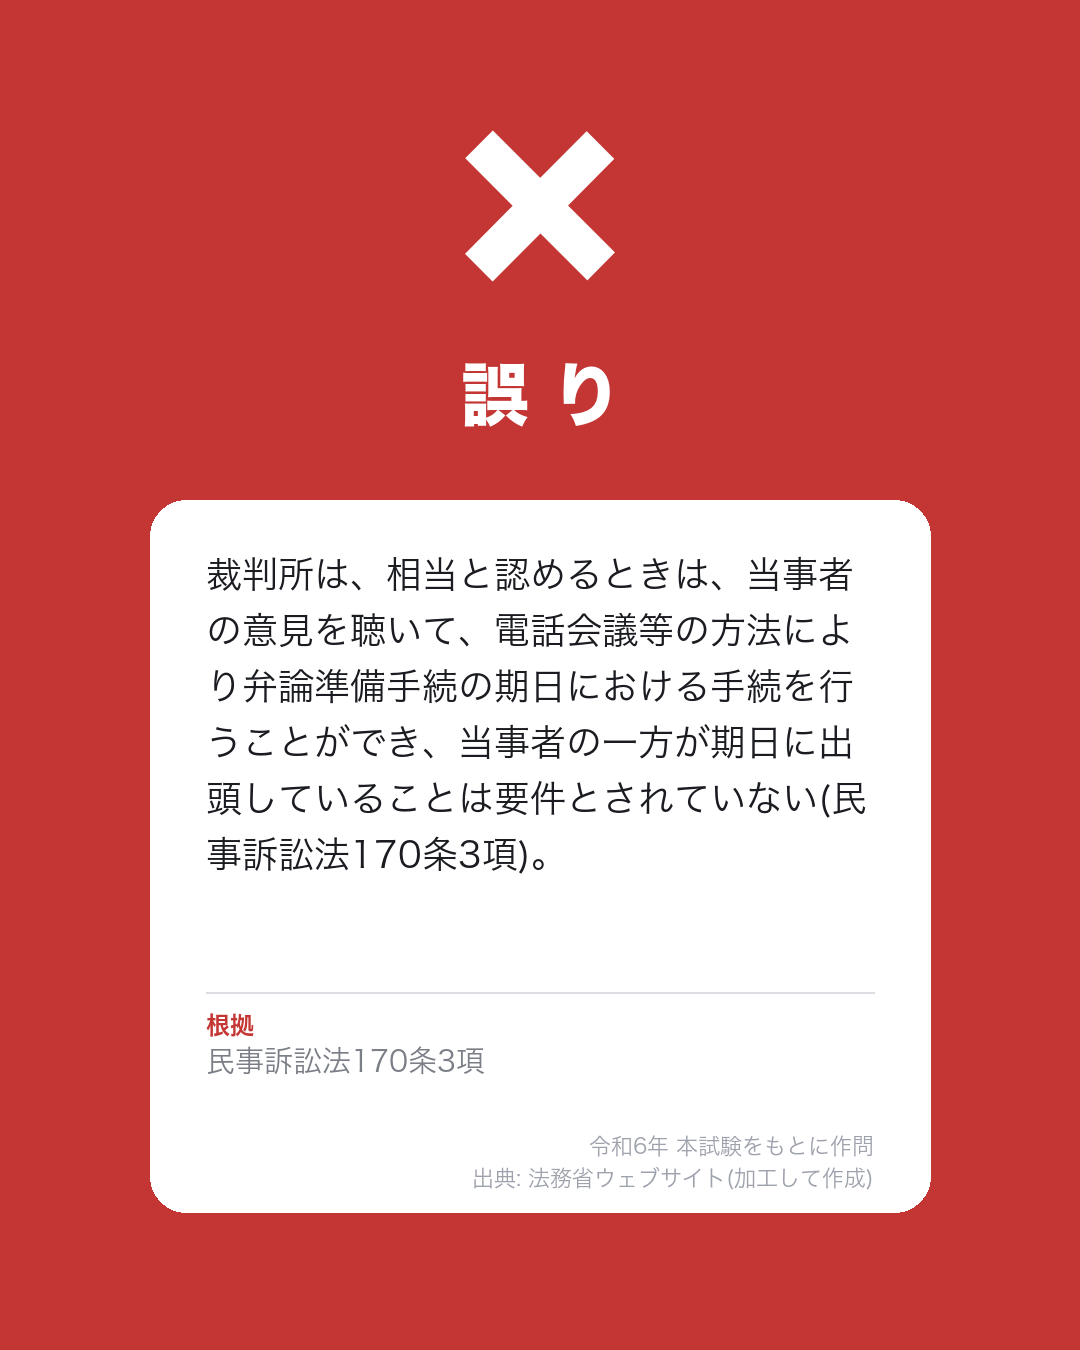 誤り
裁判所は、相当と認めるときは、当事者
の意見を聴いて、電話会議等の方法によ
り弁論準備手続の期日における手続を行
うことができ、当事者の一方が期日に出
頭していることは要件とされていない(民
事訴訟法170条3項)。
根拠
民事訴訟法170条3項
令和6年 本試験をもとに作問
出典: 法務省ウェブサイト(加工して作成)